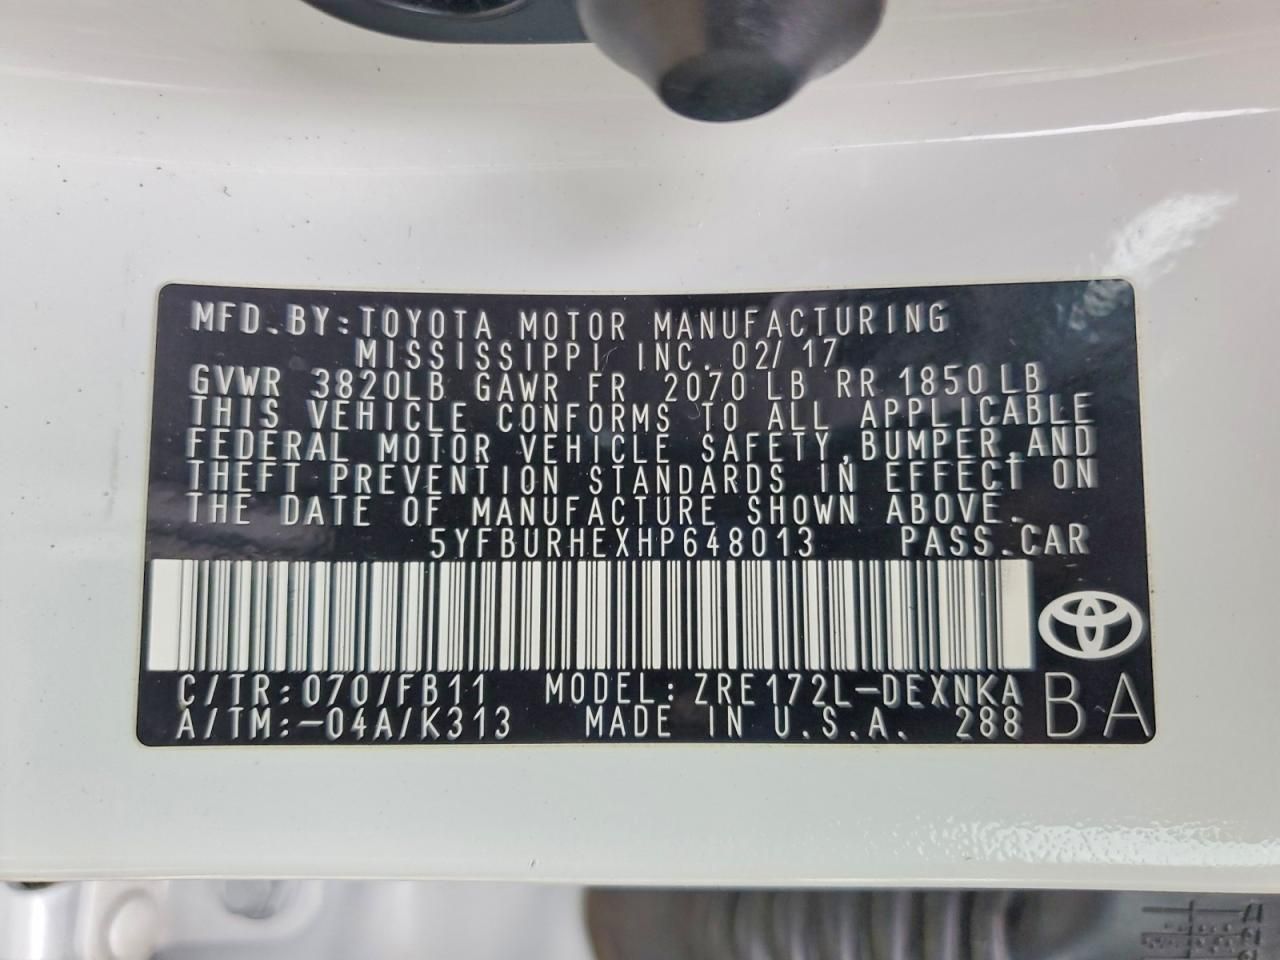 MFD.BY:TOYOTA MOTOR MANUFACTURING
MISSISSIPPI INC. 02/17
GVWR 3820LB GAWR FR 2070 LB RR 1850 LB
THIS VEHICLE CONFORMS TO ALL APPLICABLE
FEDERAL MOTOR VEHICLE SAFETY,BUMPER,AND
THEFT PREVENTION STANDARDS IN EFFECT ON
THE DATE OF MANUFACTURE SHOWN ABOVE.
5YFBURHEXHP648013 PASS.CAR
C/TR:070/FB11 MODEL:ZRE172L-DEXNKA
A/TM:-04A/K313 MADE IN U.S.A. 288 BA